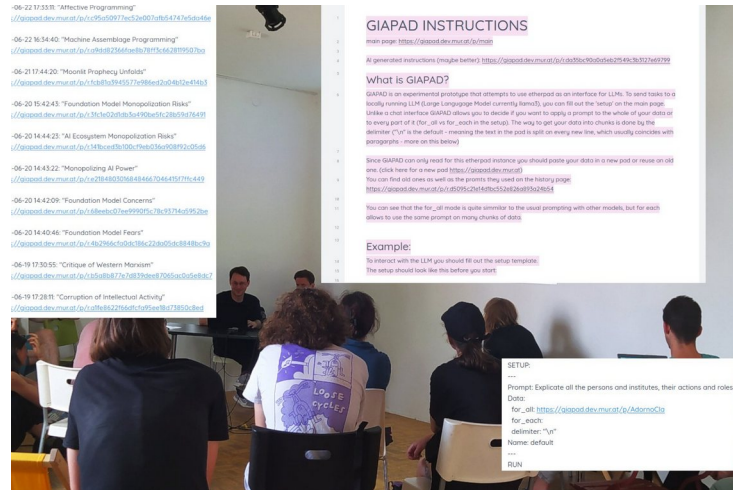 -06-22 17:33:11: "Affective Programming"
-06-22 16:34:40: "Machine Assemblage Programming"
-06-21 17:44:20: "Moonlit Prophecy Unfolds"
-06-20 15:42:43: "Foundation Model Monopolization Risks"
-06-20 14:44:23: "AI Ecosystem Monopolization Risks"
-06-20 14:43:22: "Monopolizing AI Power"
-06-20 14:42:09: "Foundation Model Concerns"
-06-20 14:40:46: "Foundation Model Fears"
-06-19 17:30:55: "Critique of Western Marxism"
-06-19 17:28:11: "Corruption of Intellectual Activity"
GIAPAD INSTRUCTIONS
main page: https://giapad.dev.mur.at/p/main
AI generated instructions (maybe better):
What is GIAPAD?
GIAPAD is an experimental prototype that attempts to use etherpad as an interface for LLMs. To send tasks to a
locally running LLM (Large Langugage Model currently llama3), you can fill out the 'setup' on the main page.
Unlike a chat interface GIAPAD allows you to decide if you want to apply a prompt to the whole of your data or
to every part of it (for_all vs for_each in the setup). The way to get your data into chunks is done by the
delimiter ("\n" is the default - meaning the text in the pad is split on every new line, which usually coincides with
paragarphs - more on this below)
Since GIAPAD can only read for this etherpad instance you should paste your data in a new pad or reuse an old
one. (click here for a new pad https://giapad.dev.mur.at)
You can find old ones as well as the promts they used on the history page:
You can see that the for_all mode is quite simmilar to the usual prompting with other models, but for each
allows to use the same prompt on many chunks of data.
Example:
To interact with the LLM you should fill out the setup template.
The setup should look like this before you start:
LOOSE
CYCLES
SETUP:
---
Prompt: Explicate all the persons and institutes, their actions and roles
Data:
for_all: https://giapad.dev.mur.at/p/AdornoCIa
for_each:
delimiter: "\n"
Name: default
---
RUN